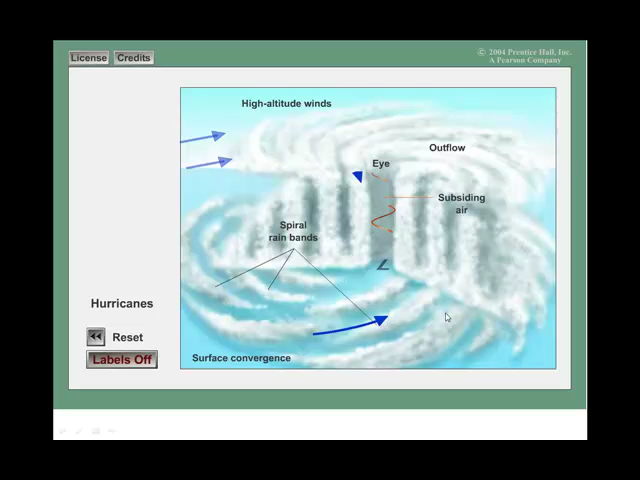 License
Credits
© 2004 Prentice Hall, Inc.
A Pearson Company
High-altitude winds
Outflow
Eye
Subsiding
air
Spiral
rain bands
Hurricanes
Reset
Labels Off
Surface convergence